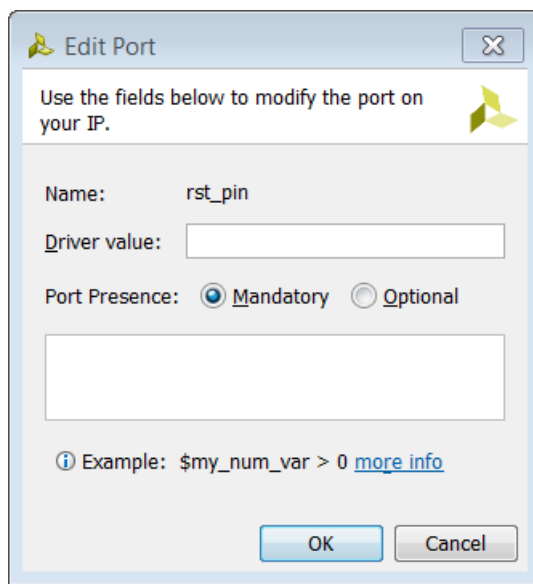 Edit Port
Use the fields below to modify the port on
your IP.
Name: rst_pin
Driver value:
Port Presence: Mandatory Optional
Example: $my_num_var > 0 more info
OK Cancel